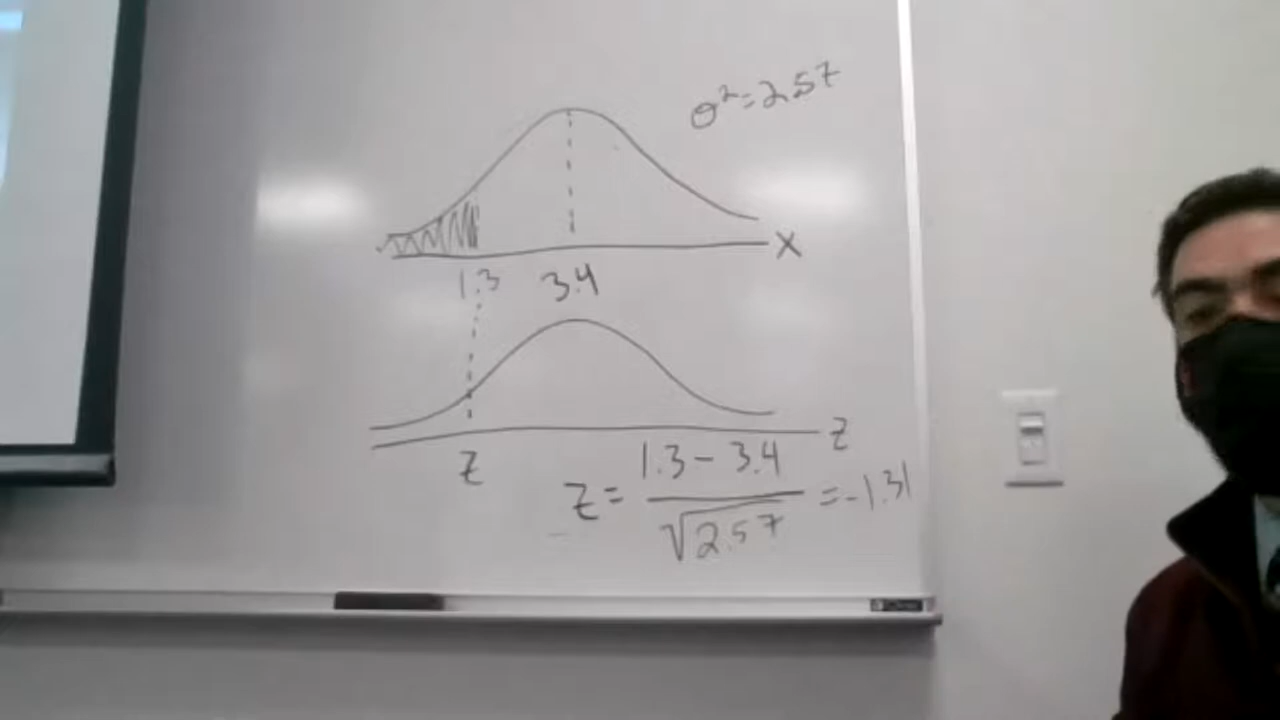 σ²=2.57
X
1.3 3.4
Z
Z
Z = (1.3 - 3.4) / √2.57 = -1.31